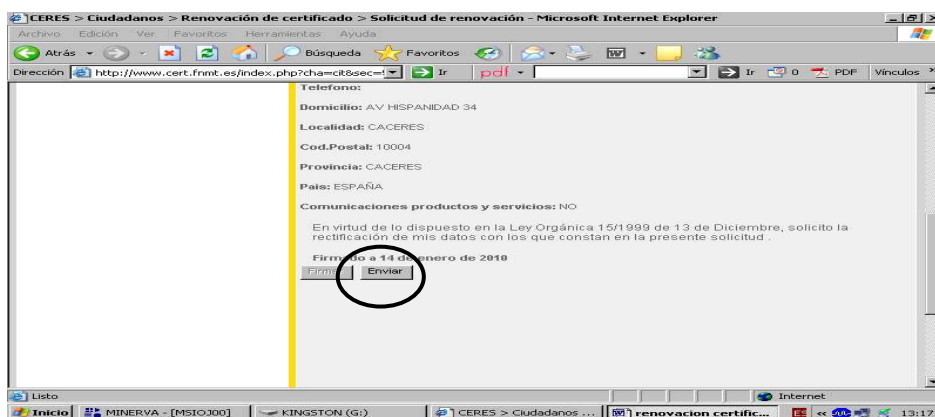 CERES > Ciudadanos > Renovación de certificado > Solicitud de renovación - Microsoft Internet Explorer
Archivo Edición Ver Favoritos Herramientas Ayuda
Atrás Búsqueda Favoritos
Dirección http://www.cert.fnmt.es/index.php?cha=cit&sec= Ir pdf Ir 0 PDF Vínculos »
Telefono:
Domicilio: AV HISPANIDAD 34
Localidad: CACERES
Cod.Postal: 10004
Provincia: CACERES
Pais: ESPAÑA
Comunicaciones productos y servicios: NO
En virtud de lo dispuesto en la Ley Orgánica 15/1999 de 13 de Diciembre, solicito la
rectificación de mis datos con los que constan en la presente solicitud .
Firmado a 14 de enero de 2010
Firmar Enviar
Listo Internet
Inicio MINERVA - [MSIOJ00] KINGSTON (G:) CERES > Ciudadanos ... renovacion certific... « 13:17